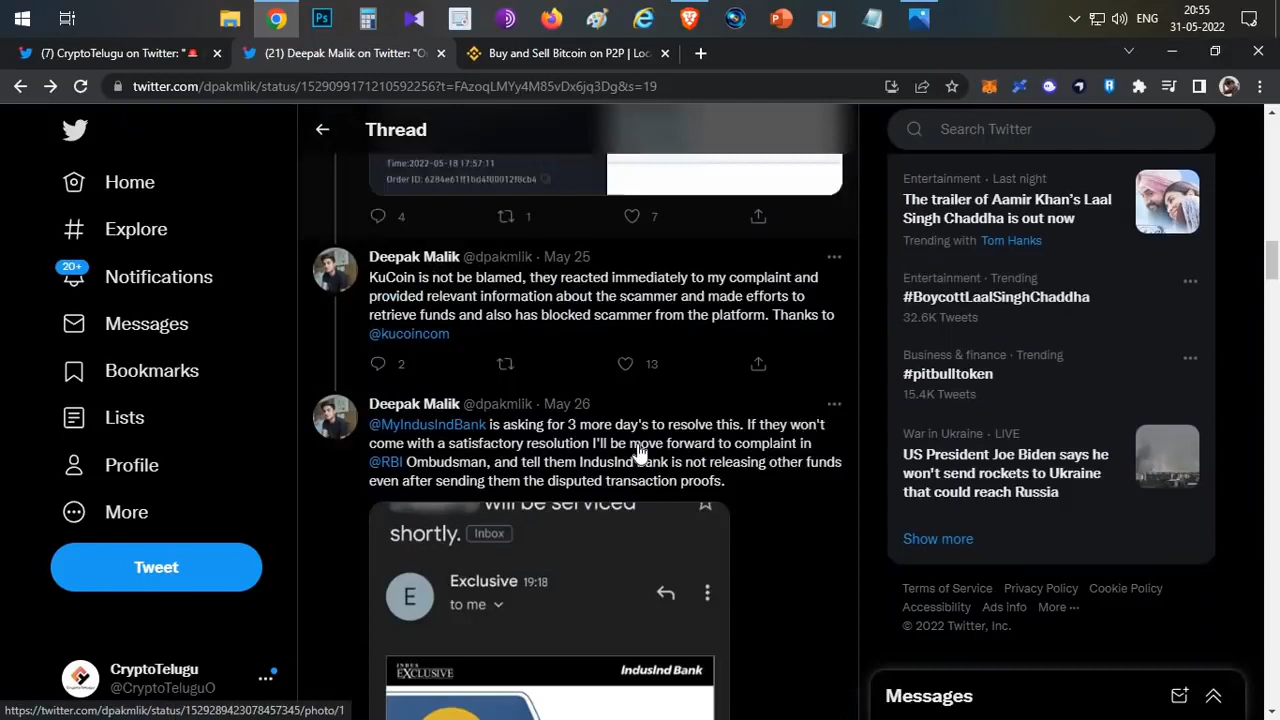 20:55
ENG
31-05-2022
(7) CryptoTelugu on Twitter: "🚨
(21) Deepak Malik on Twitter: "O
Buy and Sell Bitcoin on P2P | Loc
twitter.com/dpakmlik/status/1529099171210592256?t=FAzoqLMYy4M85vDx6jq3Dg&s=19
Home
Explore
20+
Notifications
Messages
Bookmarks
Lists
Profile
More
Tweet
CryptoTelugu
@CryptoTeluguO
https://twitter.com/dpakmlik/status/1529289423078457345/photo/1
Thread
Time:2022-05-18 17:57:11
Order ID: 6284e61ff1bd4f00012f8cb4
4 1 7
Deepak Malik @dpakmlik · May 25
KuCoin is not be blamed, they reacted immediately to my complaint and
provided relevant information about the scammer and made efforts to
retrieve funds and also has blocked scammer from the platform. Thanks to
@kucoincom
2 13
Deepak Malik @dpakmlik · May 26
@MyIndusIndBank is asking for 3 more day's to resolve this. If they won't
come with a satisfactory resolution I'll be move forward to complaint in
@RBI Ombudsman, and tell them IndusInd Bank is not releasing other funds
even after sending them the disputed transaction proofs.
will be serviced
shortly. Inbox
E
Exclusive 19:18
to me
INDUS
EXCLUSIVE
IndusInd Bank
Search Twitter
Entertainment · Last night
The trailer of Aamir Khan's Laal
Singh Chaddha is out now
Trending with Tom Hanks
Entertainment · Trending
#BoycottLaalSinghChaddha
32.6K Tweets
Business & finance · Trending
#pitbulltoken
15.4K Tweets
War in Ukraine · LIVE
US President Joe Biden says he
won't send rockets to Ukraine
that could reach Russia
Show more
Terms of Service Privacy Policy Cookie Policy
Accessibility Ads info More ···
© 2022 Twitter, Inc.
Messages